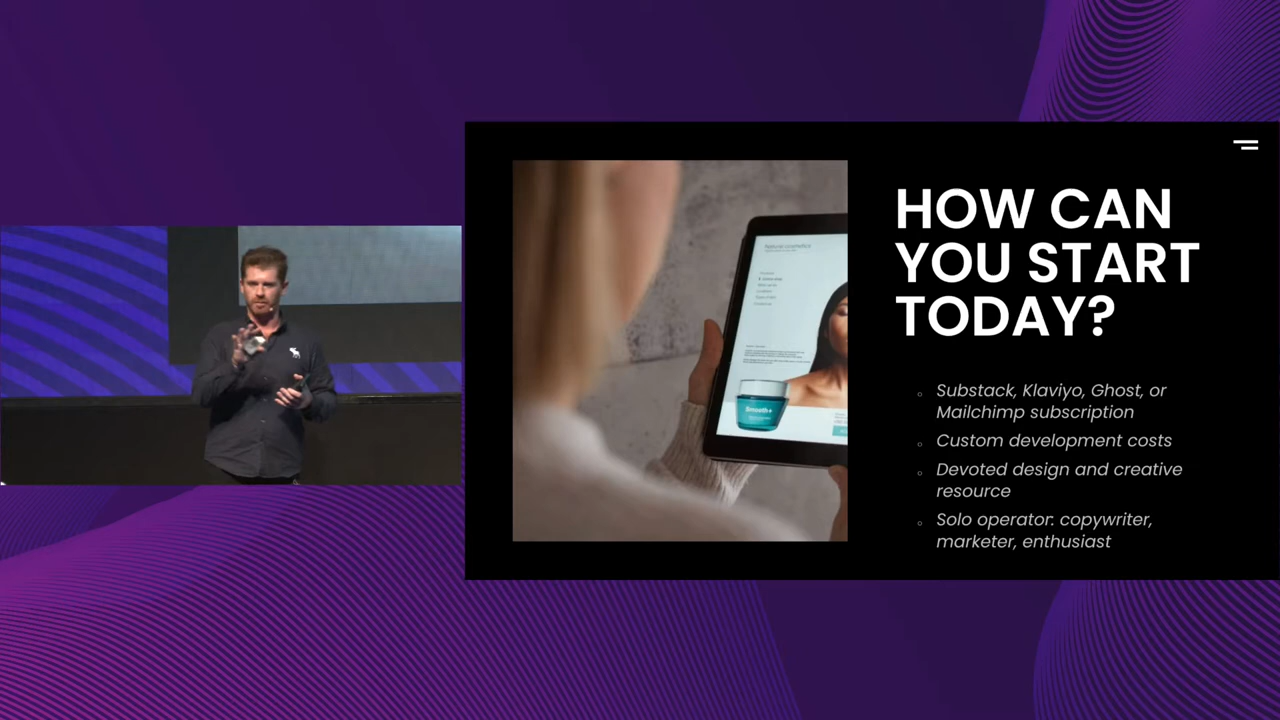 HOW CAN
YOU START
TODAY?
Substack, Klaviyo, Ghost, or
Mailchimp subscription
Custom development costs
Devoted design and creative
resource
Solo operator: copywriter,
marketer, enthusiast
Natural cosmetics
Smooth+